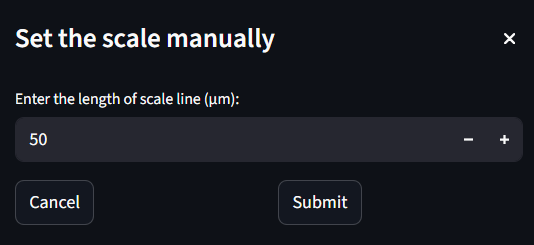 Set the scale manually
Enter the length of scale line (μm):
50
Cancel
Submit